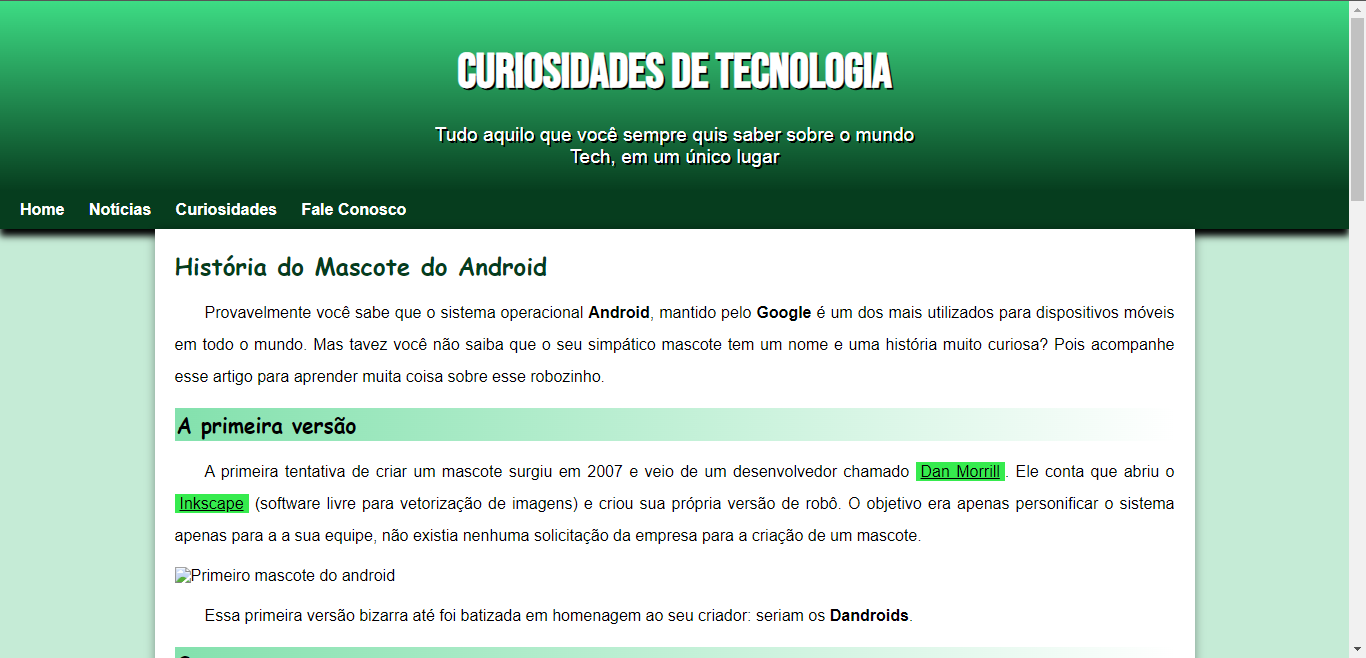 CURIOSIDADES DE TECNOLOGIA
Tudo aquilo que você sempre quis saber sobre o mundo
Tech, em um único lugar
Home Notícias Curiosidades Fale Conosco
História do Mascote do Android
Provavelmente você sabe que o sistema operacional Android, mantido pelo Google é um dos mais utilizados para dispositivos móveis
em todo o mundo. Mas tavez você não saiba que o seu simpático mascote tem um nome e uma história muito curiosa? Pois acompanhe
esse artigo para aprender muita coisa sobre esse robozinho.
A primeira versão
A primeira tentativa de criar um mascote surgiu em 2007 e veio de um desenvolvedor chamado Dan Morrill. Ele conta que abriu o
Inkscape (software livre para vetorização de imagens) e criou sua própria versão de robô. O objetivo era apenas personificar o sistema
apenas para a a sua equipe, não existia nenhuma solicitação da empresa para a criação de um mascote.
Primeiro mascote do android
Essa primeira versão bizarra até foi batizada em homenagem ao seu criador: seriam os Dandroids.